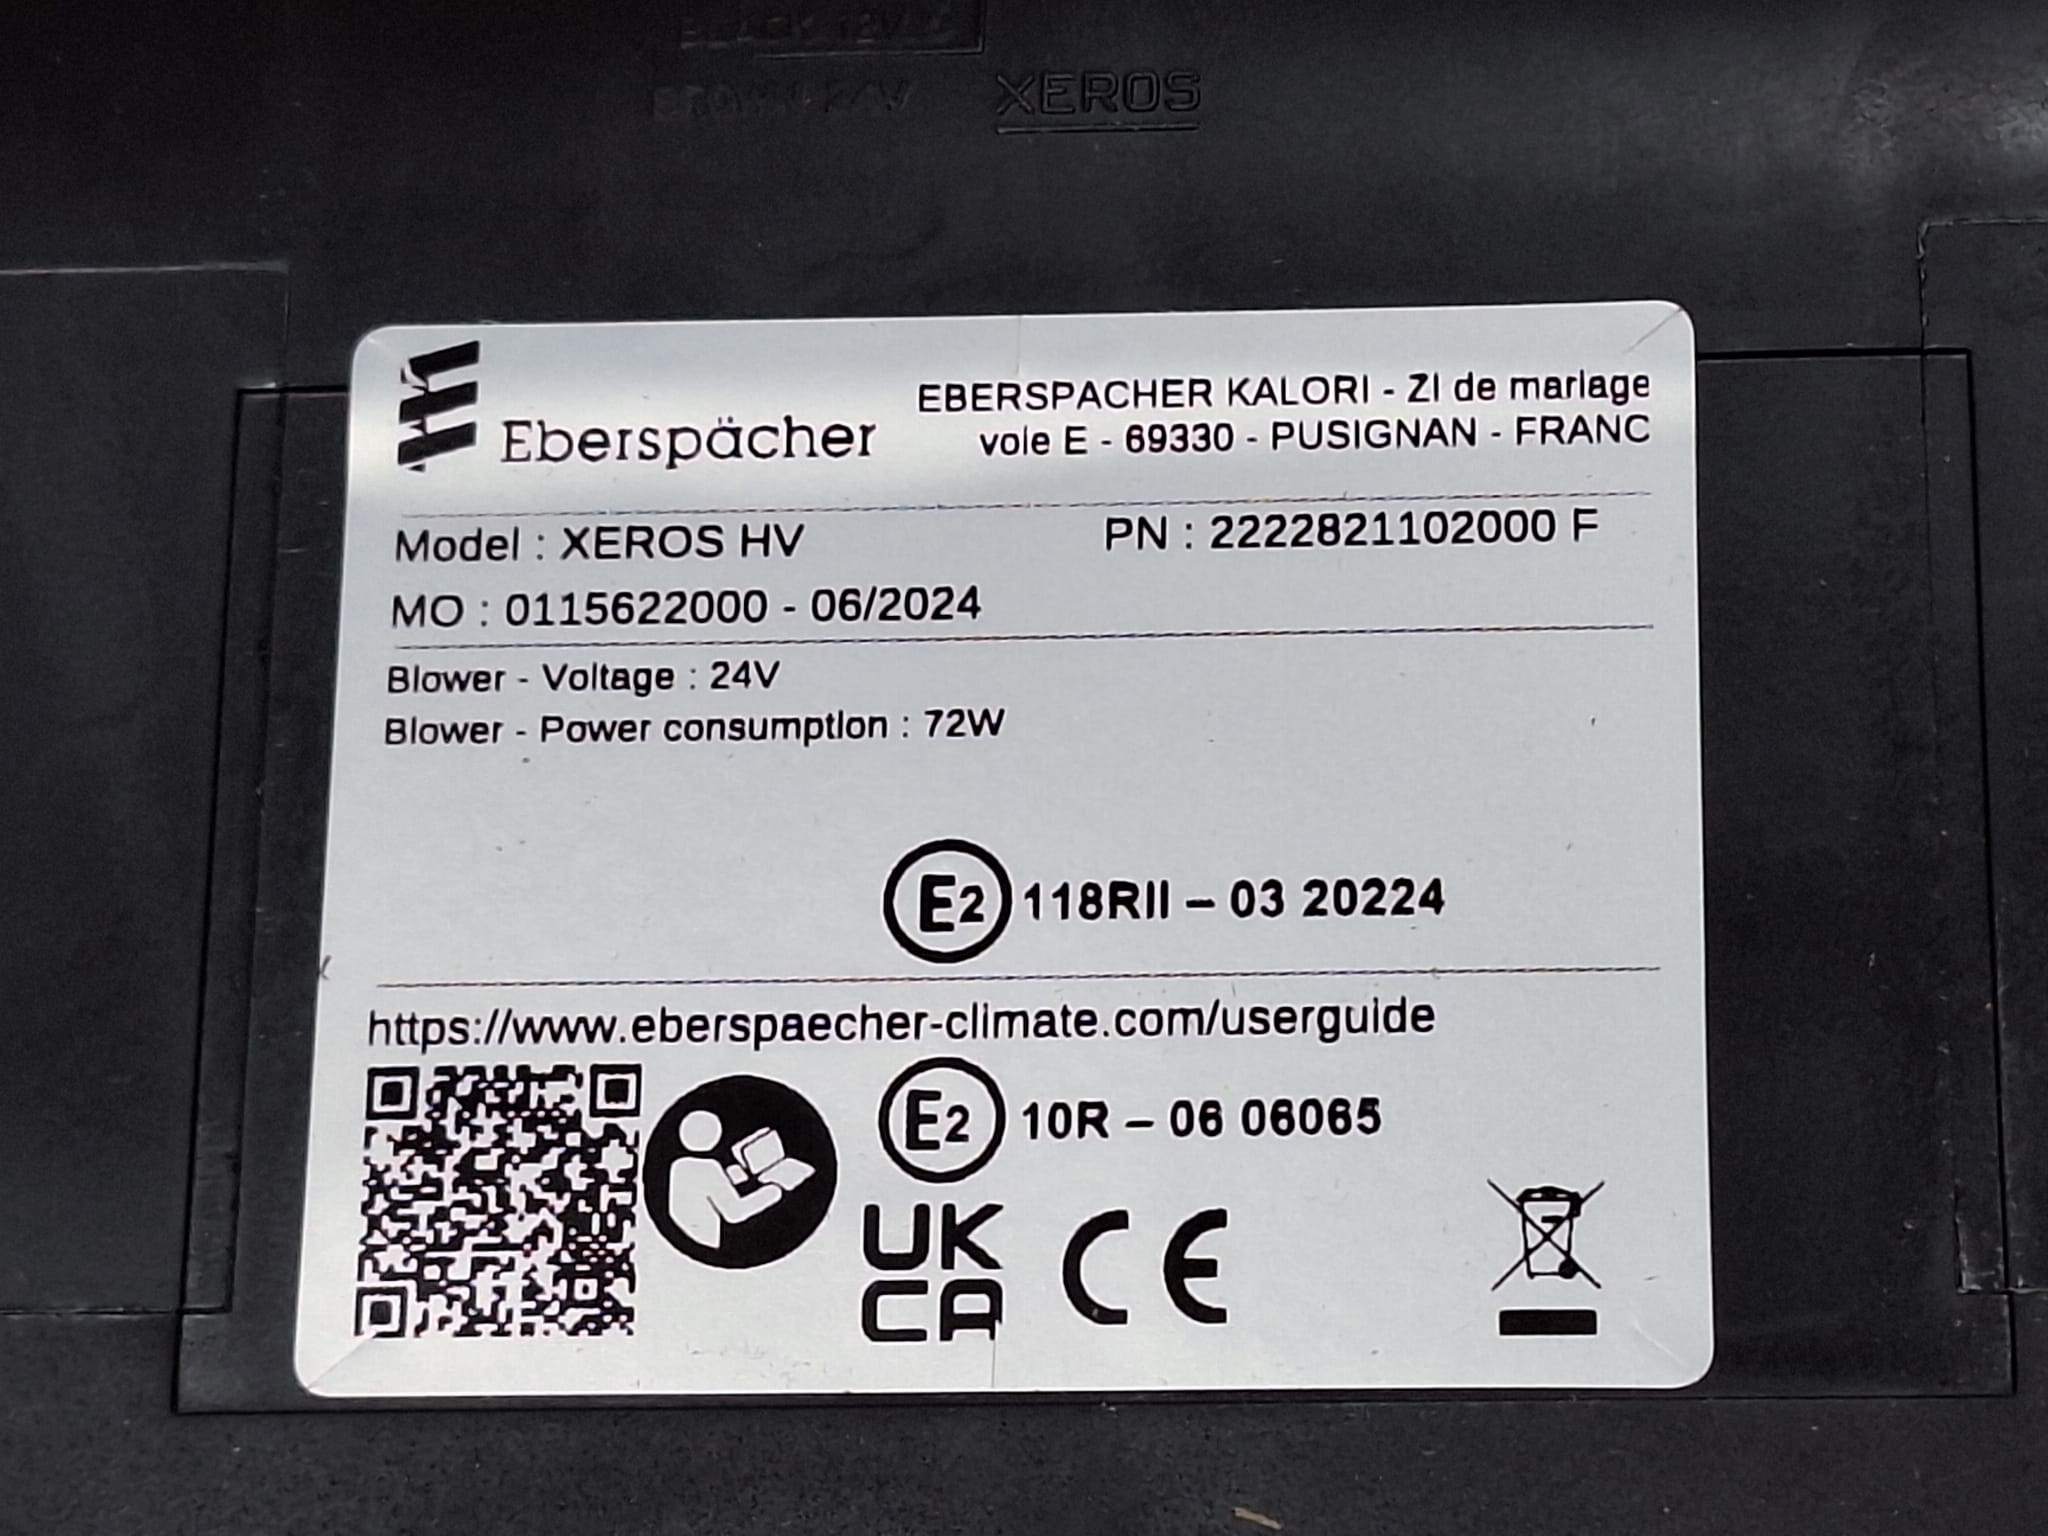 XEROS
Eberspächer
EBERSPACHER KALORI - ZI de mariage
voie E - 69330 - PUSIGNAN - FRANC
Model : XEROS HV
PN : 2222821102000 F
MO : 0115622000 - 06/2024
Blower - Voltage : 24V
Blower - Power consumption : 72W
E2 118RII – 03 20224
https://www.eberspaecher-climate.com/userguide
E2 10R – 06 06065
UK
CA
CE